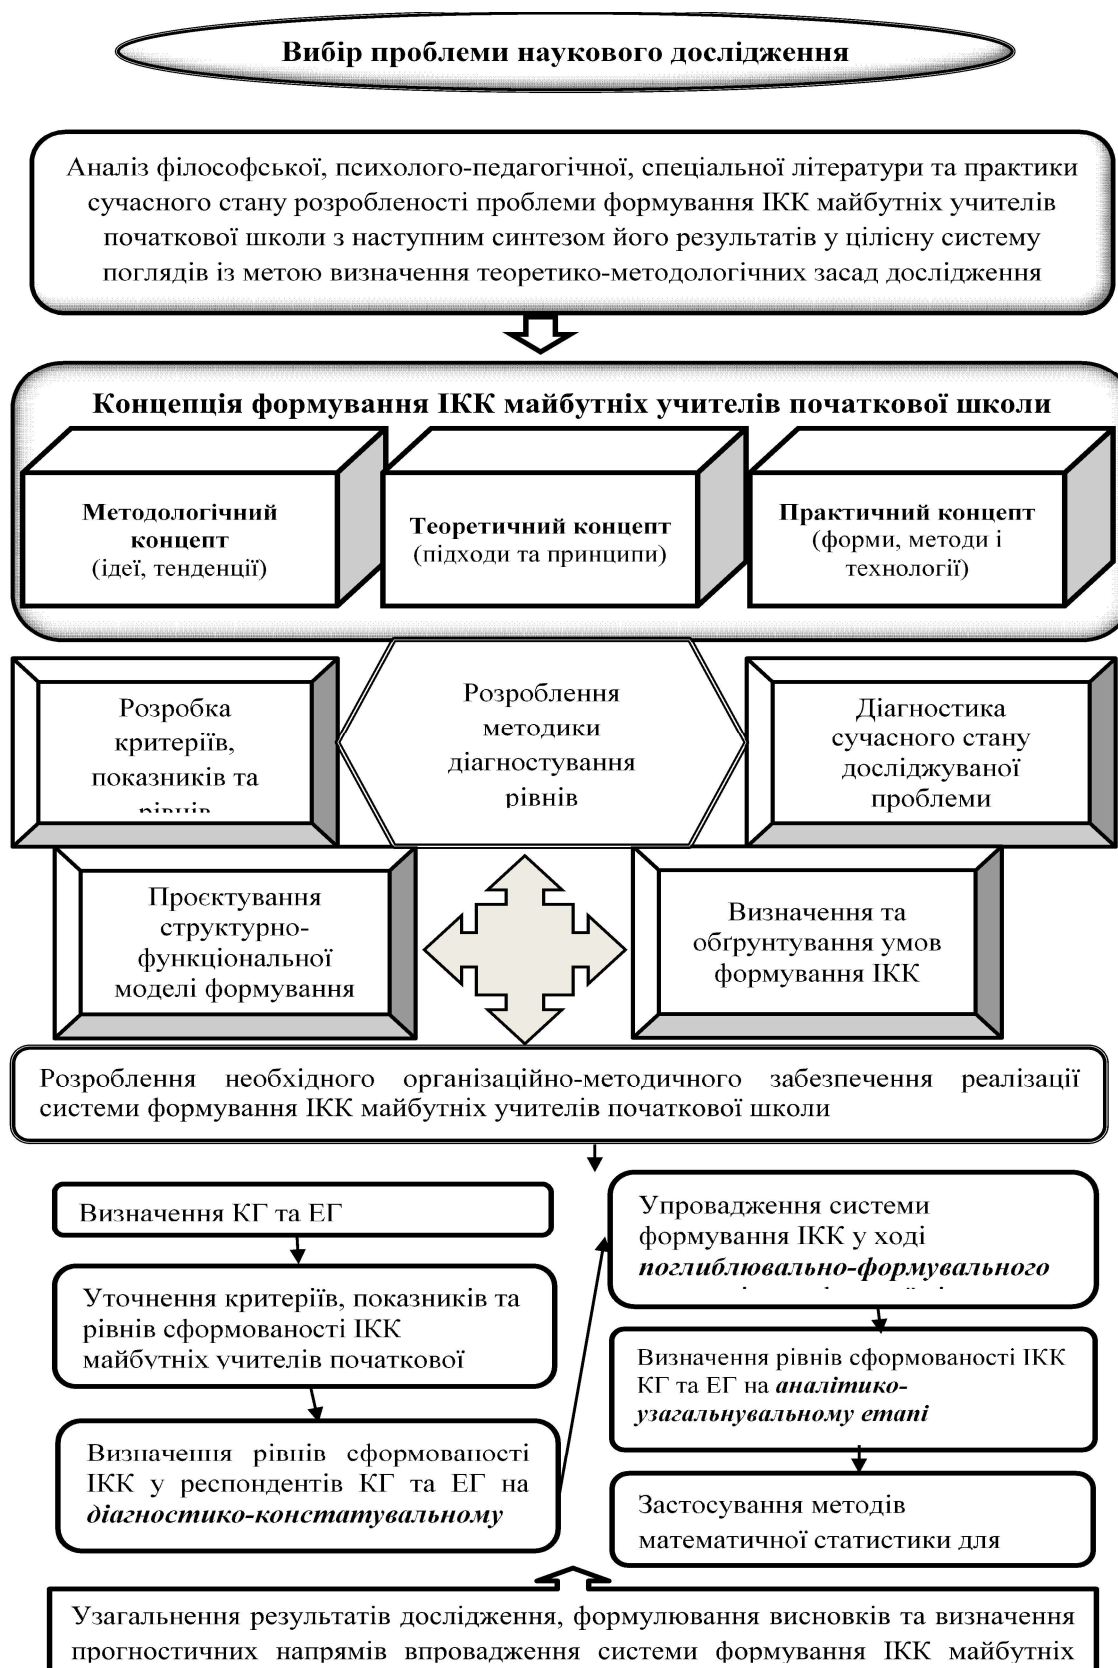 Вибір проблеми наукового дослідження
Аналіз філософської, психолого-педагогічної, спеціальної літератури та практики
сучасного стану розробленості проблеми формування ІКК майбутніх учителів
початкової школи з наступним синтезом його результатів у цілісну систему
поглядів із метою визначення теоретико-методологічних засад дослідження
Концепція формування ІКК майбутніх учителів початкової школи
Методологічний
концепт
(ідеї, тенденції)
Теоретичний концепт
(підходи та принципи)
Практичний концепт
(форми, методи і
технології)
Розробка
критеріїв,
показників та
рівнів
Розроблення
методики
діагностування
рівнів
Діагностика
сучасного стану
досліджуваної
проблеми
Проєктування
структурно-
функціональної
моделі формування
Визначення та
обґрунтування умов
формування ІКК
Розроблення необхідного організаційно-методичного забезпечення реалізації
системи формування ІКК майбутніх учителів початкової школи
Визначення КГ та ЕГ
Уточнення критеріїв, показників та
рівнів сформованості ІКК
майбутніх учителів початкової
Визначення рівнів сформованості
ІКК у респондентів КГ та ЕГ на
діагностико-констатувальному
Упровадження системи
формування ІКК у ході
поглиблювально-формувального
Визначення рівнів сформованості ІКК
КГ та ЕГ на аналітико-
узагальнувальному етапі
Застосування методів
математичної статистики для
Узагальнення результатів дослідження, формулювання висновків та визначення
прогностичних напрямів впровадження системи формування ІКК майбутніх